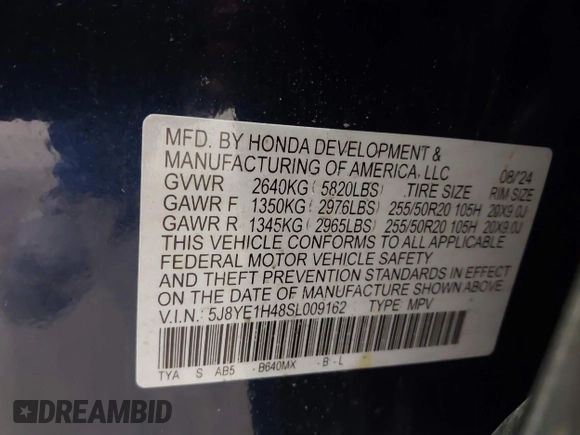 MFD. BY HONDA DEVELOPMENT &
MANUFACTURING OF AMERICA, LLC 08/24
GVWR 2640KG ( 5820LBS) TIRE SIZE RIM SIZE
GAWR F 1350KG ( 2976LBS) 255/50R20 105H 20X9.0J
GAWR R 1345KG ( 2965LBS) 255/50R20 105H 20X9.0J
THIS VEHICLE CONFORMS TO ALL APPLICABLE
FEDERAL MOTOR VEHICLE SAFETY
AND THEFT PREVENTION STANDARDS IN EFFECT
ON THE DATE OF MANUFACTURE SHOWN ABOVE.
V.I.N.: 5J8YE1H48SL009162 TYPE: MPV
TYA S AB5 - B640MX - B - L
DREAMBID